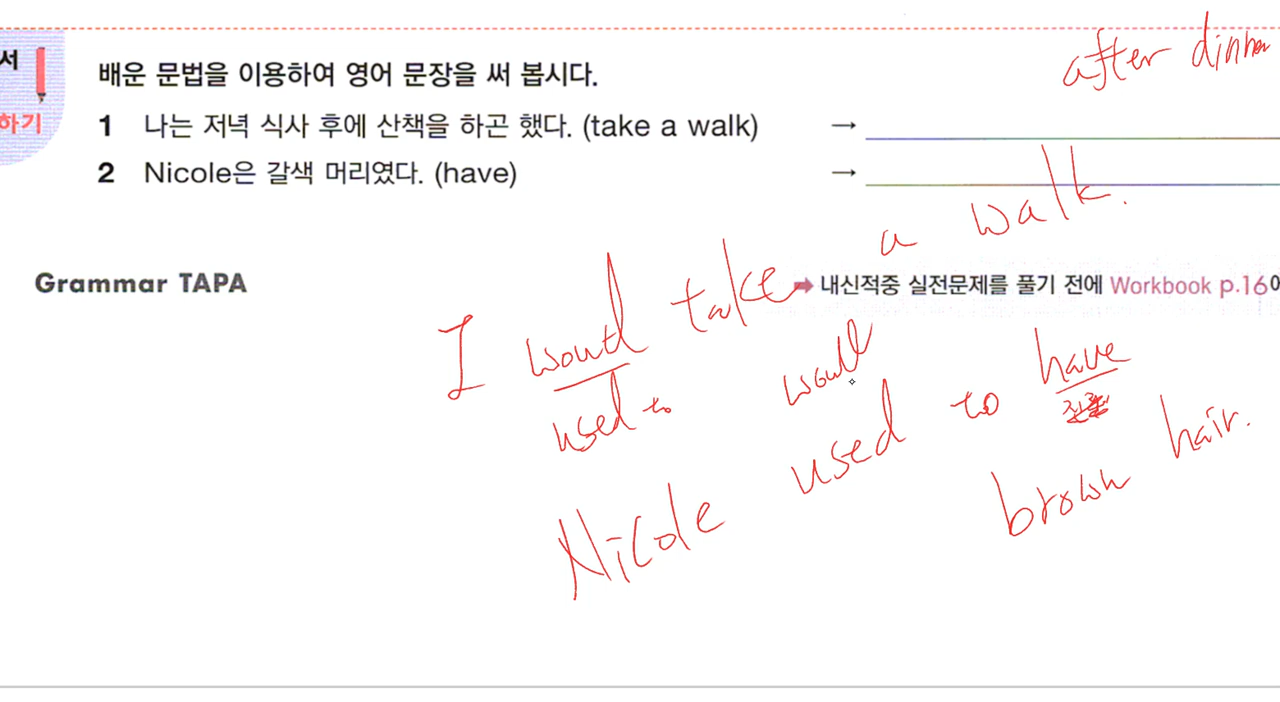 after dinner
서
배운 문법을 이용하여 영어 문장을 써 봅시다.
하기
1 나는 저녁 식사 후에 산책을 하곤 했다. (take a walk) →
2 Nicole은 갈색 머리였다. (have) →
Grammar TAPA
➡ 내신적중 실전문제를 풀기 전에 Workbook p.16에
I would take a walk.
used to would
Nicole used to have brown hair.